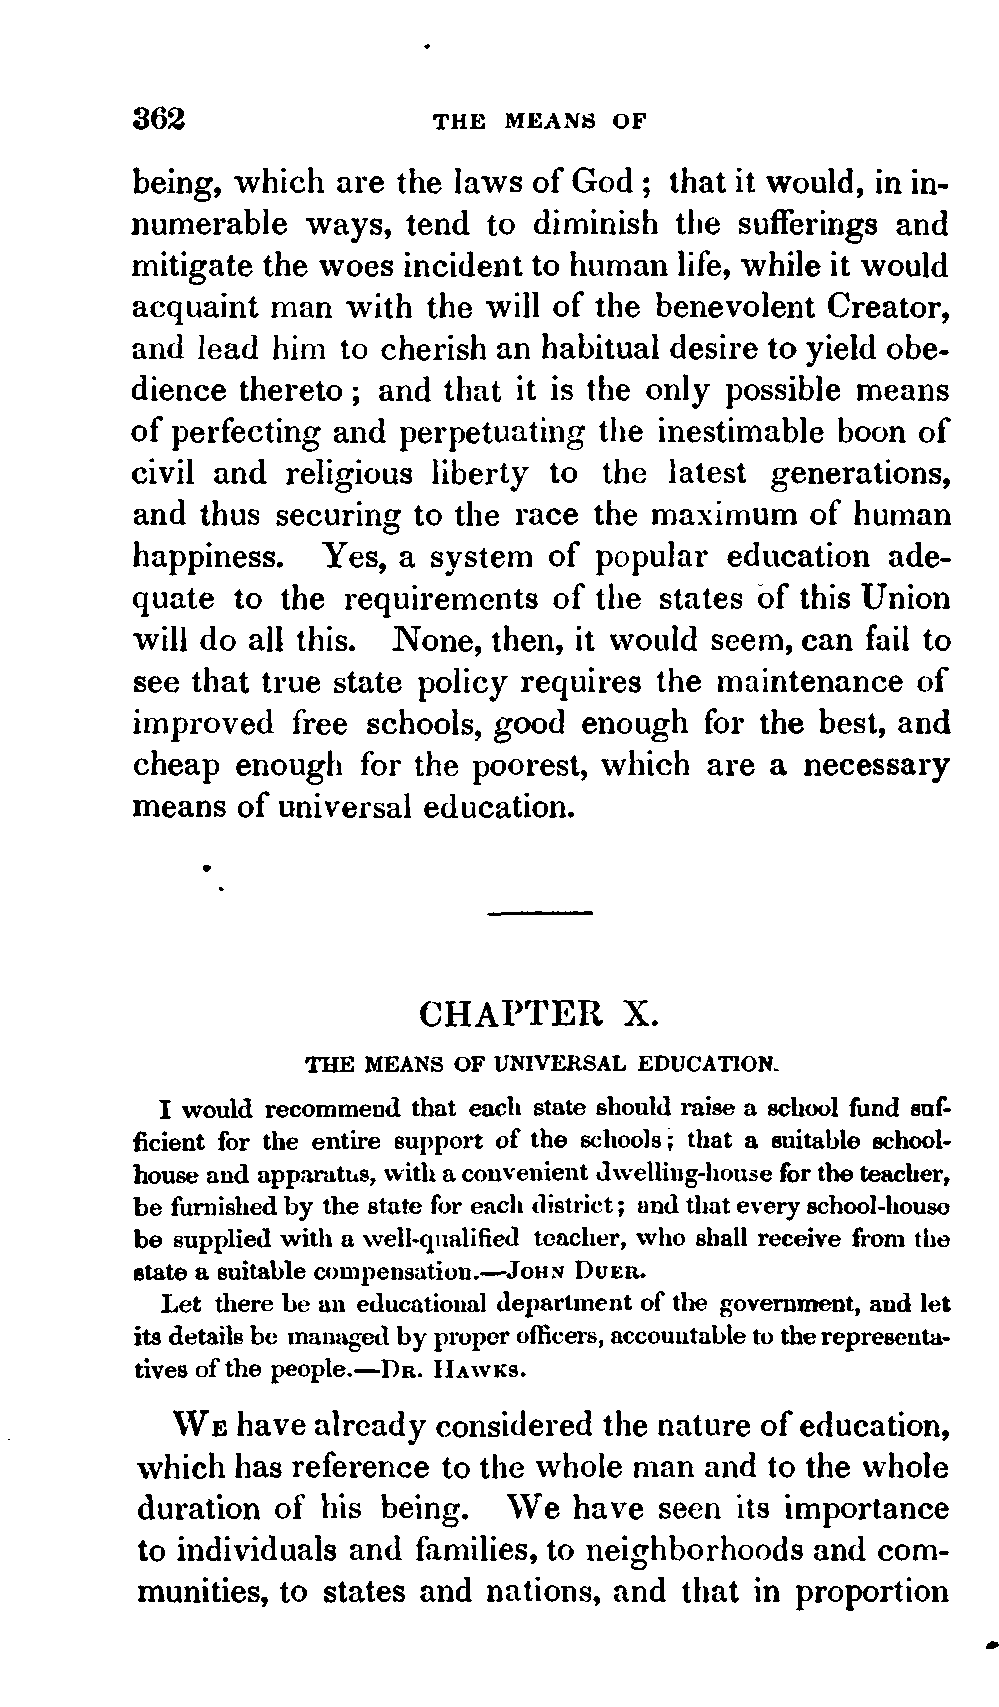 362 THE MEANS OF
being, which are the laws of God ; that it would, in in-
numerable ways, tend to diminish the sufferings and
mitigate the woes incident to human life, while it would
acquaint man with the will of the benevolent Creator,
and lead him to cherish an habitual desire to yield obe-
dience thereto ; and that it is the only possible means
of perfecting and perpetuating the inestimable boon of
civil and religious liberty to the latest generations,
and thus securing to the race the maximum of human
happiness. Yes, a system of popular education ade-
quate to the requirements of the states of this Union
will do all this. None, then, it would seem, can fail to
see that true state policy requires the maintenance of
improved free schools, good enough for the best, and
cheap enough for the poorest, which are a necessary
means of universal education.
CHAPTER X.
THE MEANS OF UNIVERSAL EDUCATION.
I would recommend that each state should raise a school fund suf-
ficient for the entire support of the schools; that a suitable school-
house and apparatus, with a convenient dwelling-house for the teacher,
be furnished by the state for each district; and that every school-house
be supplied with a well-qualified teacher, who shall receive from the
state a suitable compensation.—JOHN DUER.
Let there be an educational department of the government, and let
its details be managed by proper officers, accountable to the representa-
tives of the people.—DR. HAWKS.
WE have already considered the nature of education,
which has reference to the whole man and to the whole
duration of his being. We have seen its importance
to individuals and families, to neighborhoods and com-
munities, to states and nations, and that in proportion